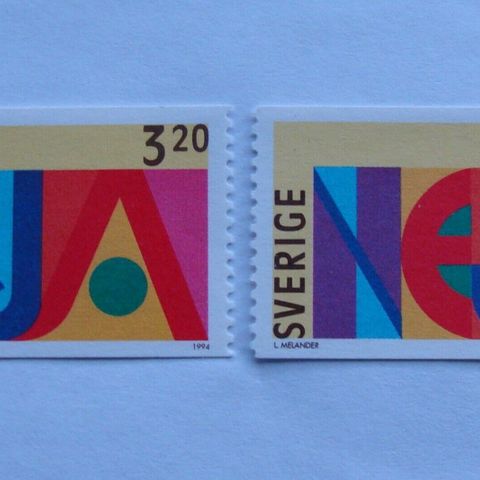 3 20
JA
1994
SVERIGE
NE
L. MELANDER